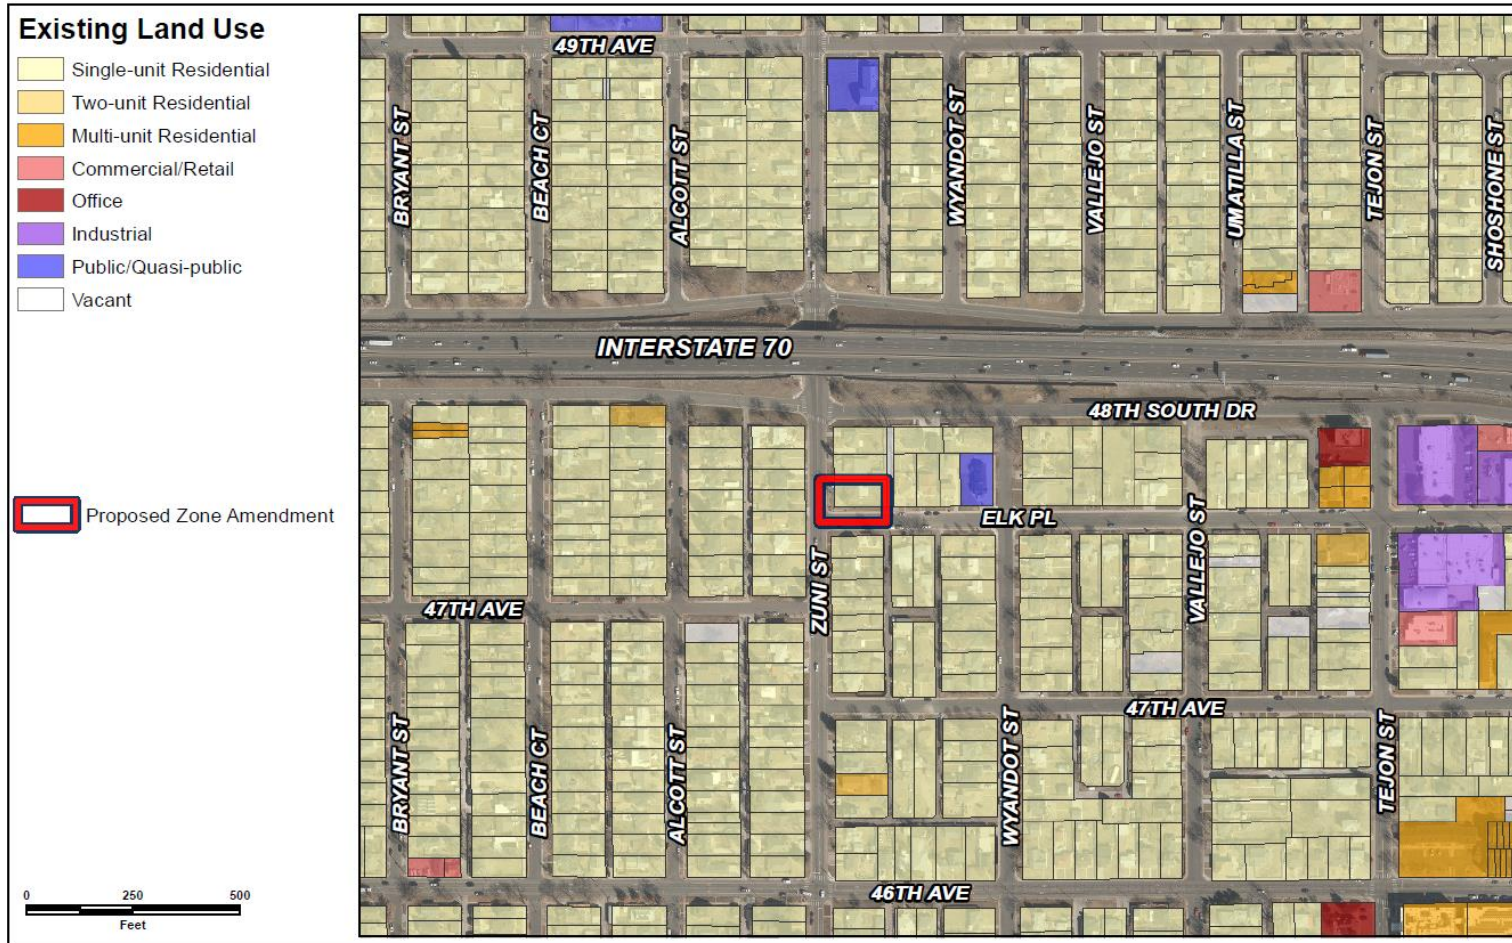 Existing Land Use
Single-unit Residential
Two-unit Residential
Multi-unit Residential
Commercial/Retail
Office
Industrial
Public/Quasi-public
Vacant
Proposed Zone Amendment
0 250 500
Feet
49TH AVE
BRYANT ST
BEACH CT
ALCOTT ST
WYANDOT ST
VALLEJO ST
UMATILLA ST
TEJON ST
SHOSHONE ST
INTERSTATE 70
48TH SOUTH DR
ELK PL
ZUNI ST
VALLEJO ST
47TH AVE
47TH AVE
BRYANT ST
BEACH CT
ALCOTT ST
WYANDOT ST
TEJON ST
46TH AVE